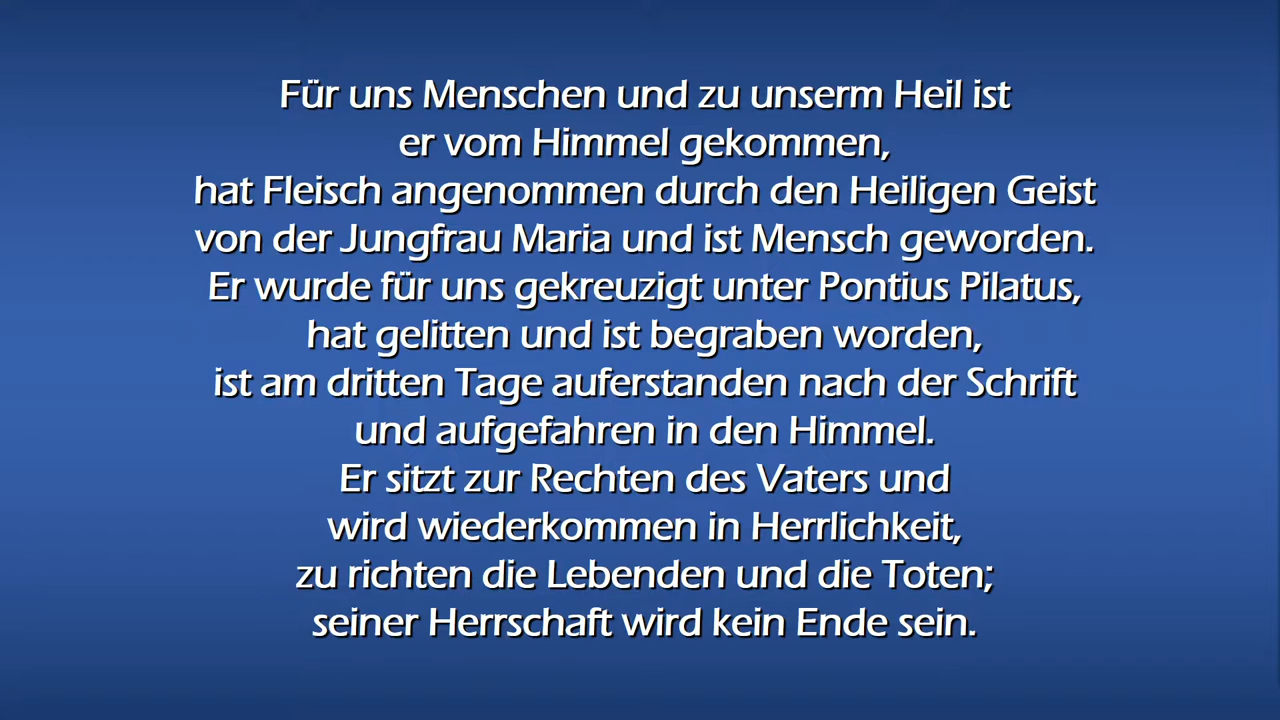 Für uns Menschen und zu unserm Heil ist
er vom Himmel gekommen,
hat Fleisch angenommen durch den Heiligen Geist
von der Jungfrau Maria und ist Mensch geworden.
Er wurde für uns gekreuzigt unter Pontius Pilatus,
hat gelitten und ist begraben worden,
ist am dritten Tage auferstanden nach der Schrift
und aufgefahren in den Himmel.
Er sitzt zur Rechten des Vaters und
wird wiederkommen in Herrlichkeit,
zu richten die Lebenden und die Toten;
seiner Herrschaft wird kein Ende sein.